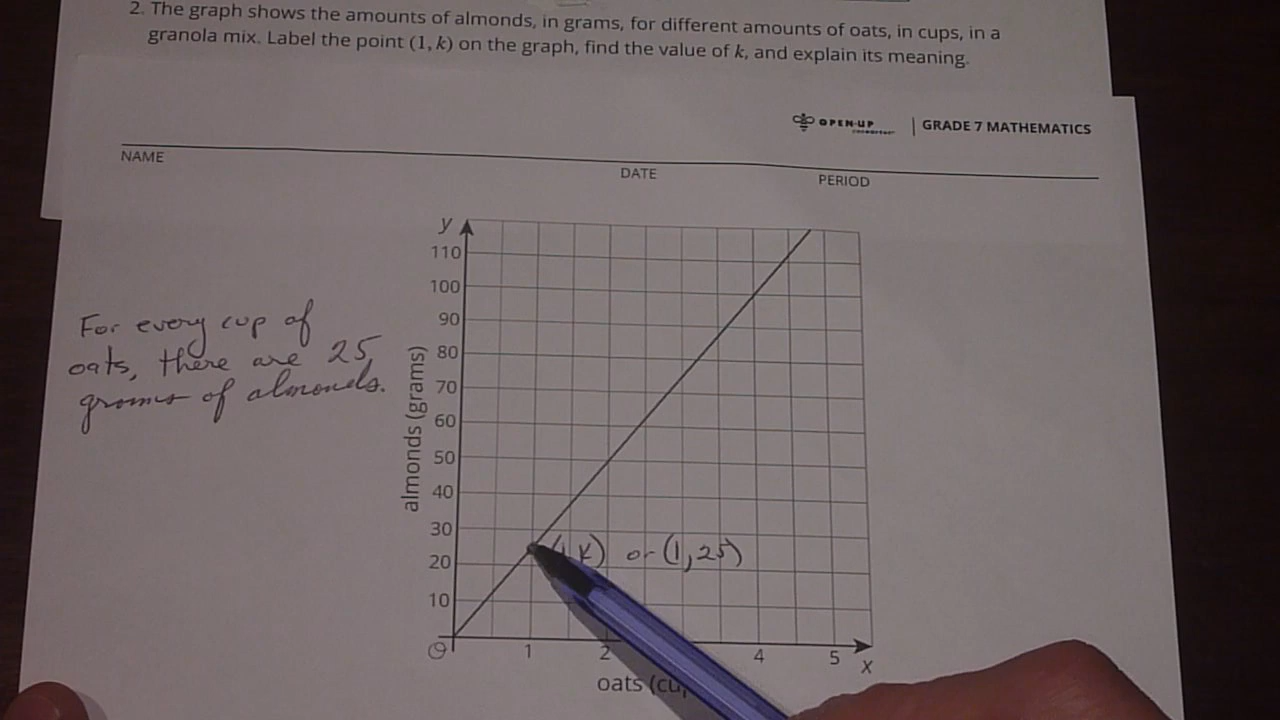 2. The graph shows the amounts of almonds, in grams, for different amounts of oats, in cups, in a
granola mix. Label the point (1, k) on the graph, find the value of k, and explain its meaning.
OPEN-UP
GRADE 7 MATHEMATICS
NAME
DATE
PERIOD
For every cup of
oats, there are 25
grams of almonds.
y
110
100
90
80
70
60
50
40
30
20
10
almonds (grams)
k) or (1,25)
O
1
2
4
5
x
oats